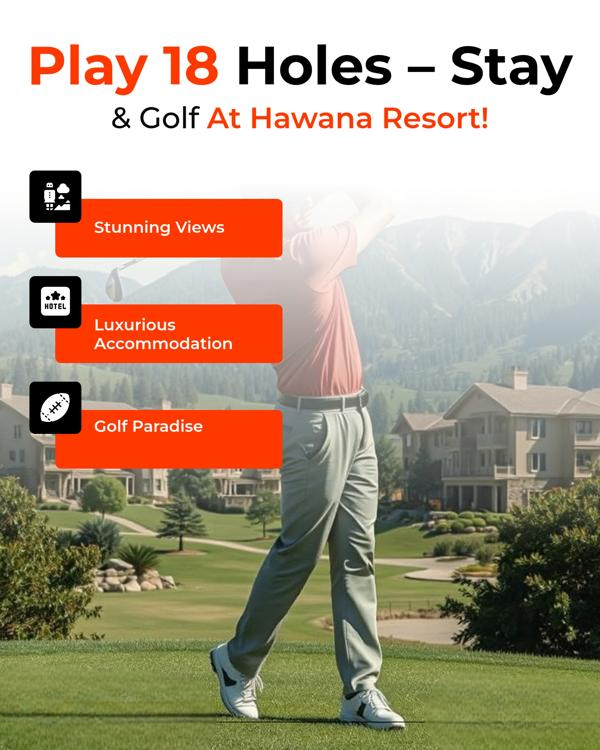 Play 18 Holes – Stay
& Golf At Hawana Resort!
Stunning Views
HOTEL
Luxurious
Accommodation
Golf Paradise